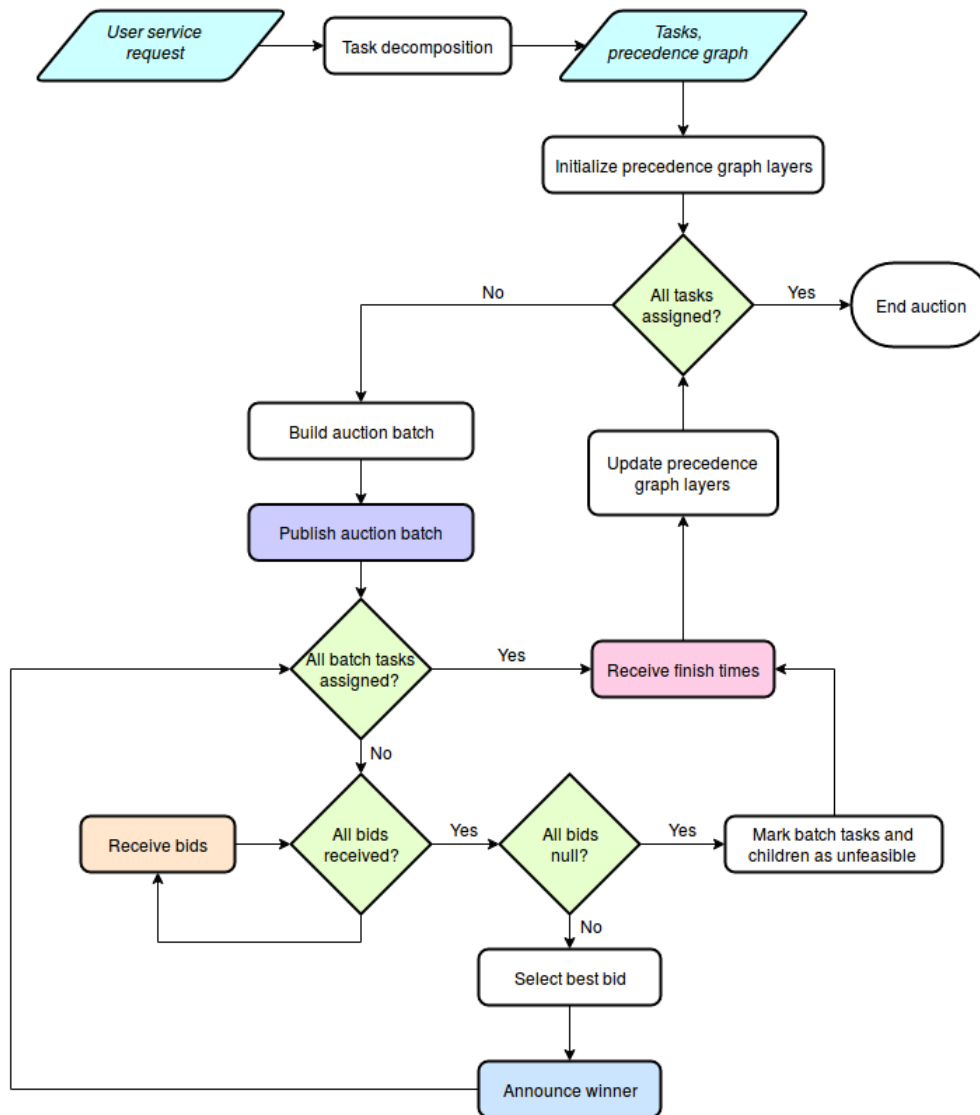 User service
request
Task decomposition
Tasks,
precedence graph
Initialize precedence graph layers
All tasks
assigned?
No
Yes
End auction
Build auction batch
Update precedence
graph layers
Publish auction batch
All batch tasks
assigned?
Yes
Receive finish times
No
Receive bids
All bids
received?
Yes
All bids
null?
Yes
Mark batch tasks and
children as unfeasible
No
Select best bid
Announce winner